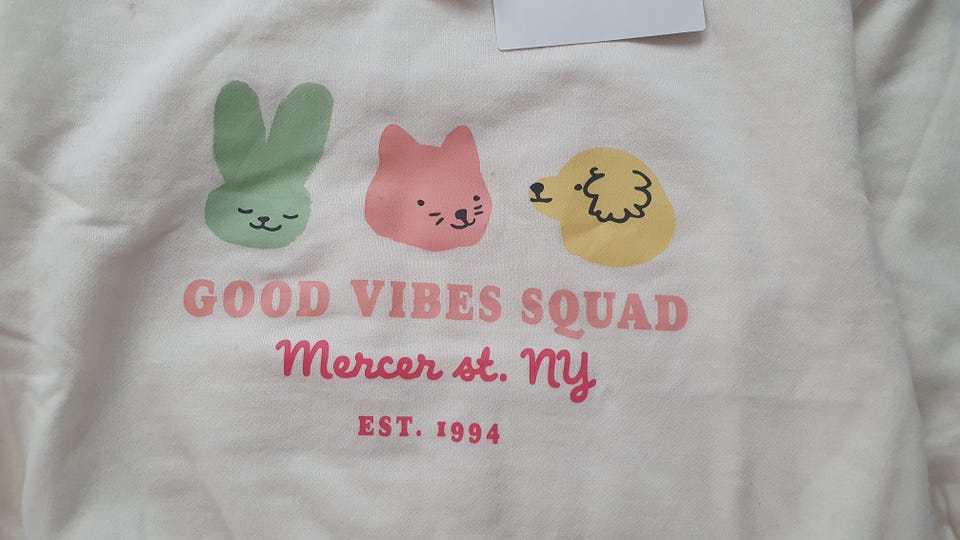 GOOD VIBES SQUAD
Mercer st. NY
EST. 1994